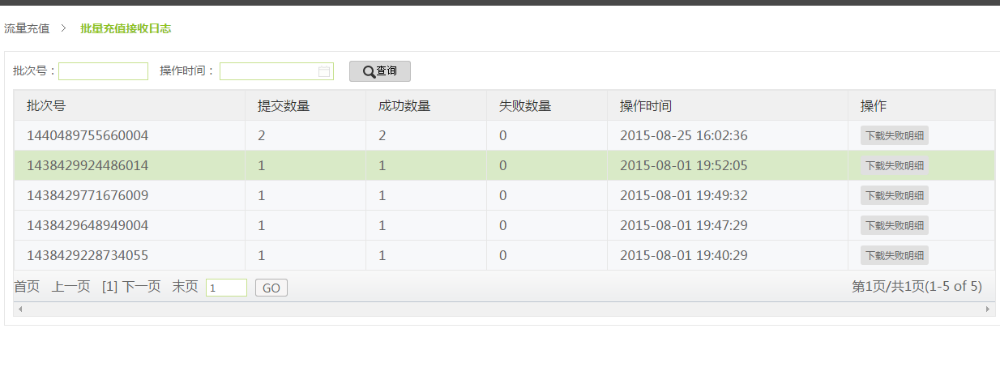 流量充值 > 批量充值接收日志
批次号： 操作时间： 查询
批次号 提交数量 成功数量 失败数量 操作时间 操作
1440489755660004 2 2 0 2015-08-25 16:02:36 下载失败明细
1438429924486014 1 1 0 2015-08-01 19:52:05 下载失败明细
1438429771676009 1 1 0 2015-08-01 19:49:32 下载失败明细
1438429648949004 1 1 0 2015-08-01 19:47:29 下载失败明细
1438429228734055 1 1 0 2015-08-01 19:40:29 下载失败明细
首页 上一页 [1] 下一页 末页 1 GO 第1页/共1页(1-5 of 5)